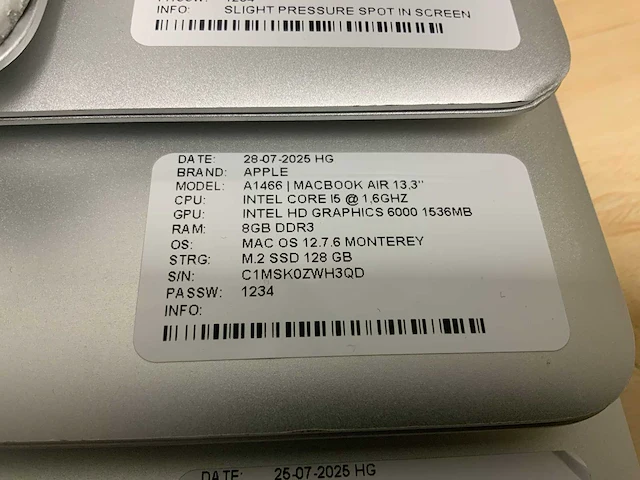 INFO: SLIGHT PRESSURE SPOT IN SCREEN
DATE: 28-07-2025 HG
BRAND: APPLE
MODEL: A1466 | MACBOOK AIR 13,3"
CPU: INTEL CORE I5 @ 1,6GHZ
GPU: INTEL HD GRAPHICS 6000 1536MB
RAM: 8GB DDR3
OS: MAC OS 12.7.6 MONTEREY
STRG: M.2 SSD 128 GB
S/N: C1MSK0ZWH3QD
PASSW: 1234
INFO:
DATE: 25-07-2025 HG